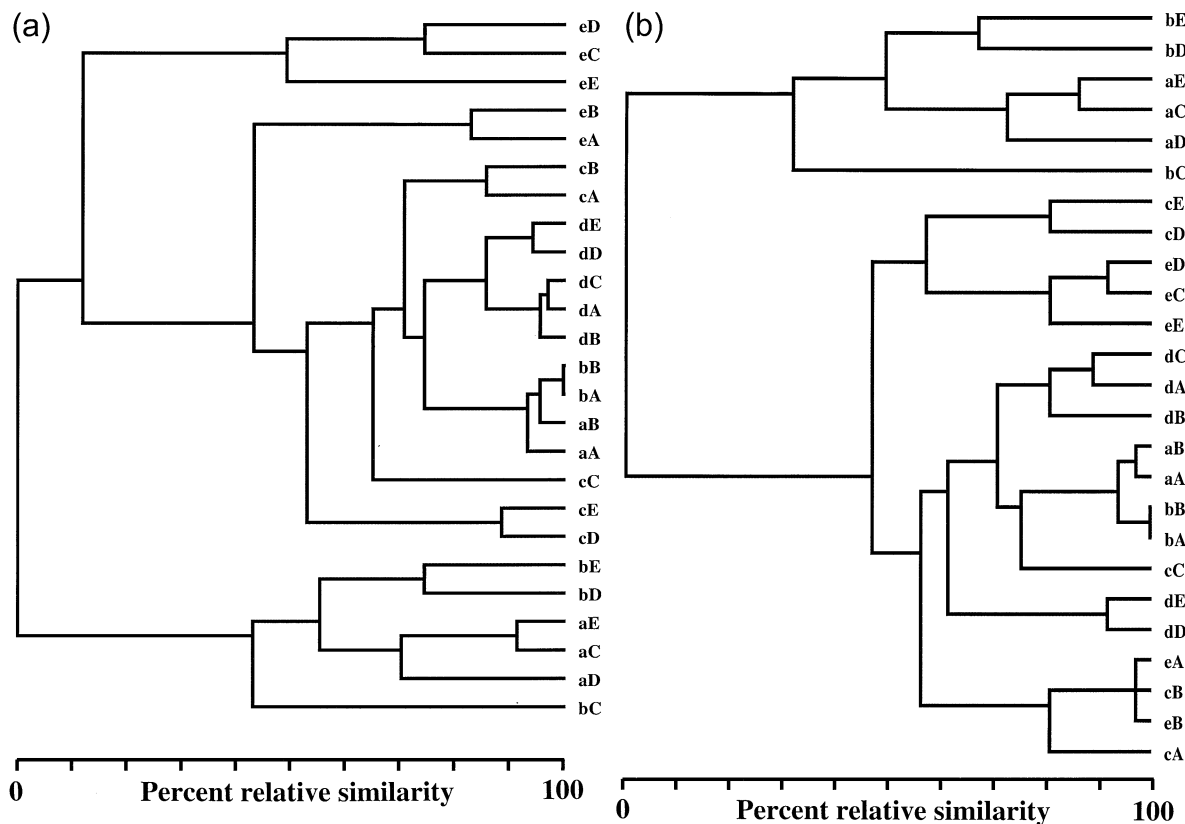 (a)
eD
eC
eE
eB
eA
cB
cA
dE
dD
dC
dA
dB
bB
bA
aB
aA
cC
cE
cD
bE
bD
aE
aC
aD
bC
0 Percent relative similarity 100
(b)
bE
bD
aE
aC
aD
bC
cE
cD
eD
eC
eE
dC
dA
dB
aB
aA
bB
bA
cC
dE
dD
eA
cB
eB
cA
0 Percent relative similarity 100